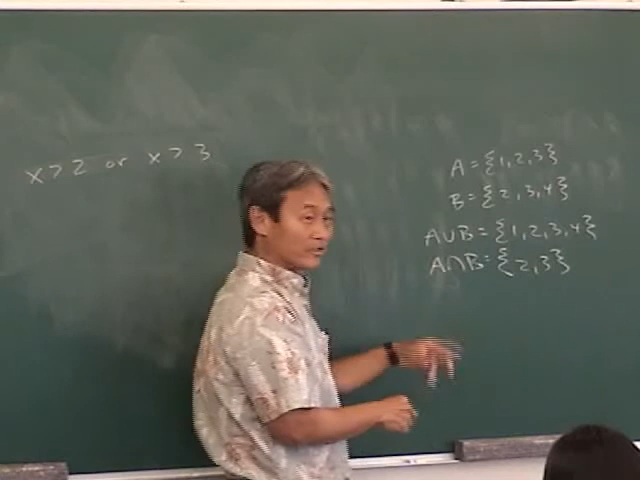 x > 2 or x > 3
A = {1, 2, 3}
B = {2, 3, 4}
A∪B = {1, 2, 3, 4}
A∩B = {2, 3}